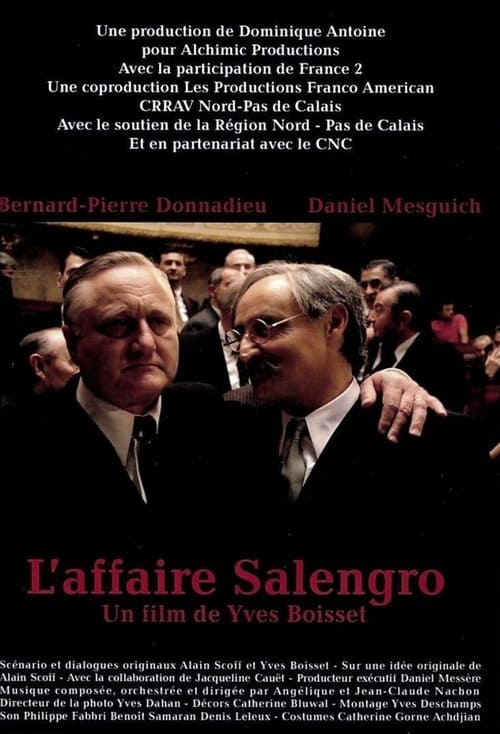 Une production de Dominique Antoine
pour Alchimic Productions
Avec la participation de France 2
Une coproduction Les Productions Franco American
CRRAV Nord-Pas de Calais
Avec le soutien de la Région Nord - Pas de Calais
Et en partenariat avec le CNC
Bernard-Pierre Donnadieu Daniel Mesguich
L'affaire Salengro
Un film de Yves Boisset
Scénario et dialogues originaux Alain Scoff et Yves Boisset - Sur une idée originale de
Alain Scoff - Avec la collaboration de Jacqueline Cauët - Producteur exécutif Daniel Messère
Musique composée, orchestrée et dirigée par Angélique et Jean-Claude Nachon
Directeur de la photo Yves Dahan - Décors Catherine Bluwal - Montage Yves Deschamps
Son Philippe Fabbri Benoît Samaran Denis Leleux - Costumes Catherine Gorne Achdjian